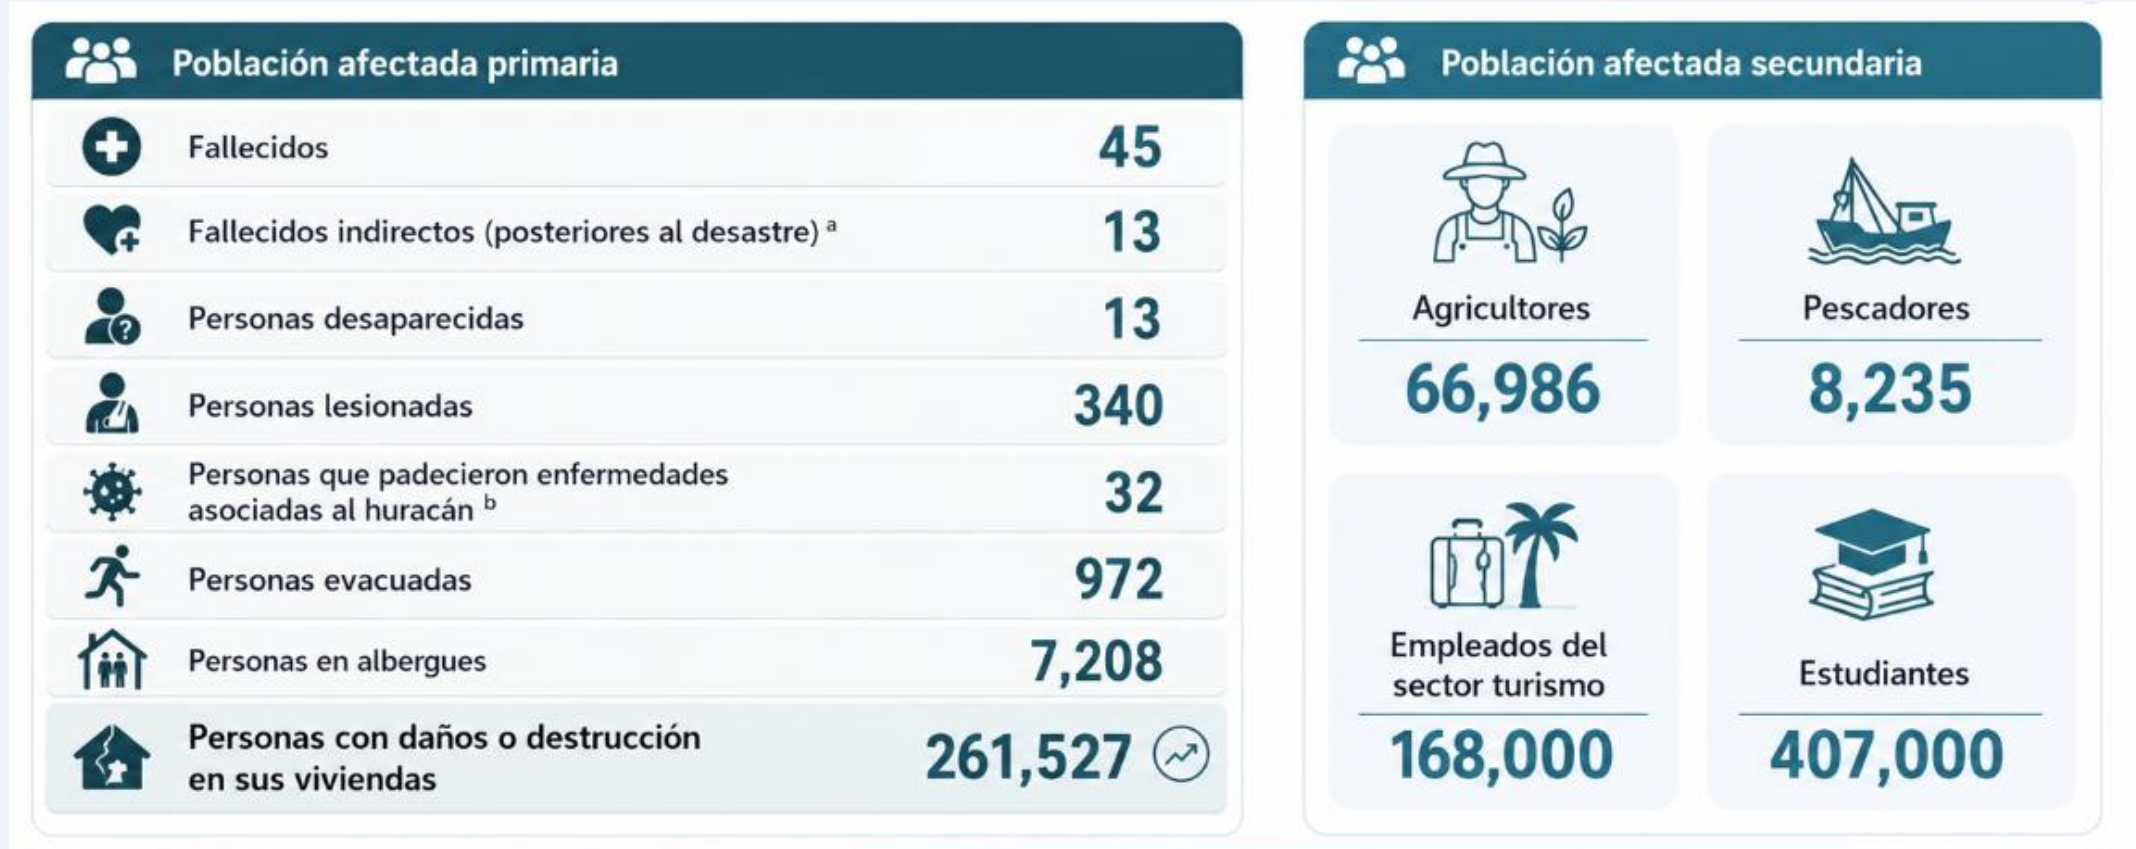 Población afectada primaria
Fallecidos
45
Fallecidos indirectos (posteriores al desastre) a
13
Personas desaparecidas
13
?
Personas lesionadas
340
Personas que padecieron enfermedades
asociadas al huracán b
32
Personas evacuadas
972
Personas en albergues
7,208
Personas con daños o destrucción
en sus viviendas
261,527
Población afectada secundaria
Agricultores
66,986
Pescadores
8,235
Empleados del
sector turismo
168,000
Estudiantes
407,000